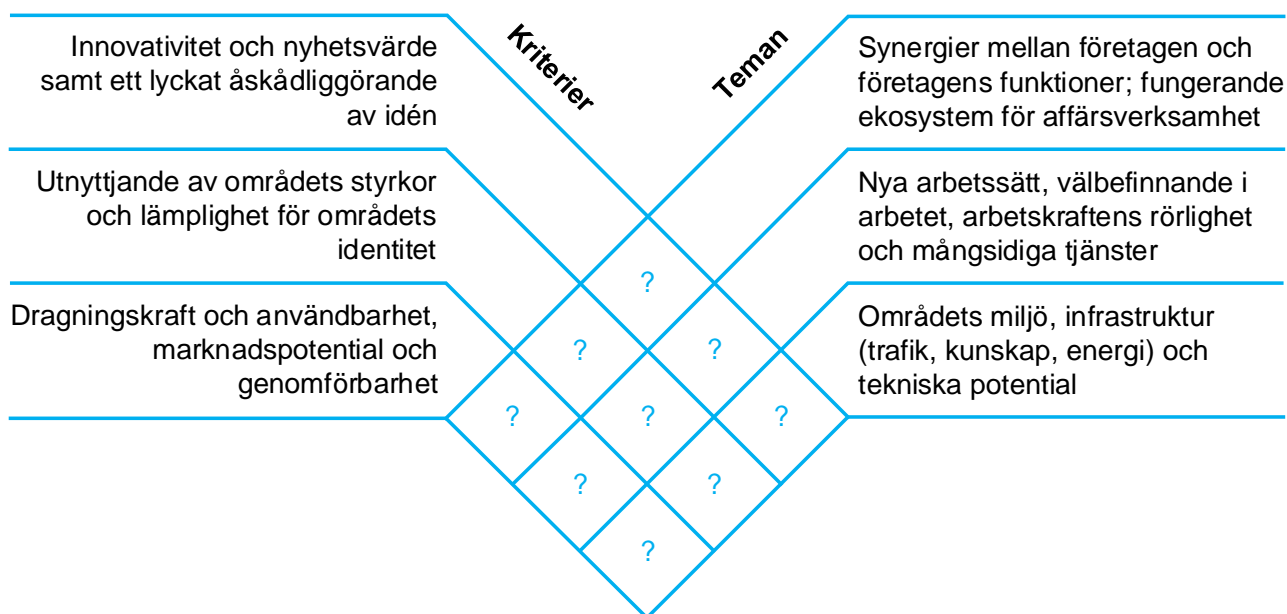 Kriterier
Teman
Innovativitet och nyhetsvärde
samt ett lyckat åskådliggörande
av idén
Utnyttjande av områdets styrkor
och lämplighet för områdets
identitet
Dragningskraft och användbarhet,
marknadspotential och
genomförbarhet
Synergier mellan företagen och
företagens funktioner; fungerande
ekosystem för affärsverksamhet
Nya arbetssätt, välbefinnande i
arbetet, arbetskraftens rörlighet
och mångsidiga tjänster
Områdets miljö, infrastruktur
(trafik, kunskap, energi) och
tekniska potential
?
? ?
? ? ?
? ?
?